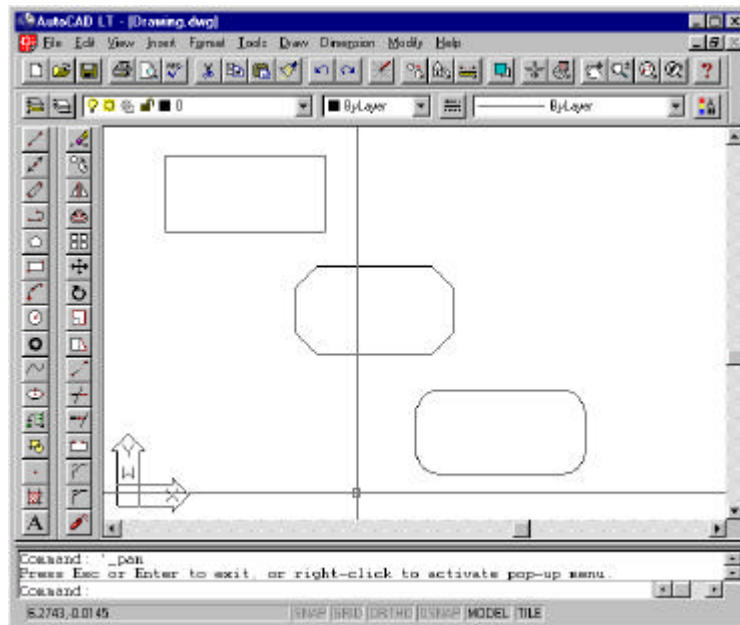 AutoCAD LT - [Drawing.dwg]
File Edit View Insert Format Tools Draw Dimension Modify Help
0 ByLayer ByLayer
Y
W
X
A
Command: '_pan
Press Esc or Enter to exit, or right-click to activate pop-up menu.
Command:
6.2743,-0.0145 SNAP GRID ORTHO OSNAP MODEL TILE